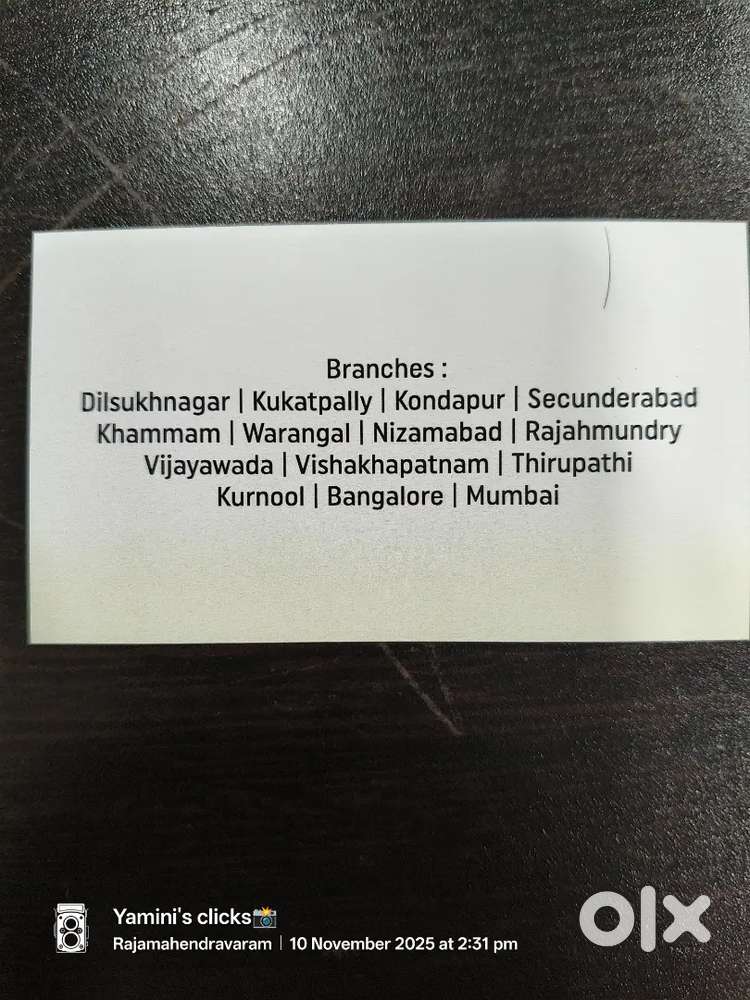 Branches :
Dilsukhnagar | Kukatpally | Kondapur | Secunderabad
Khammam | Warangal | Nizamabad | Rajahmundry
Vijayawada | Vishakhapatnam | Thirupathi
Kurnool | Bangalore | Mumbai
Yamini's clicks📸
Rajamahendravaram | 10 November 2025 at 2:31 pm
olx